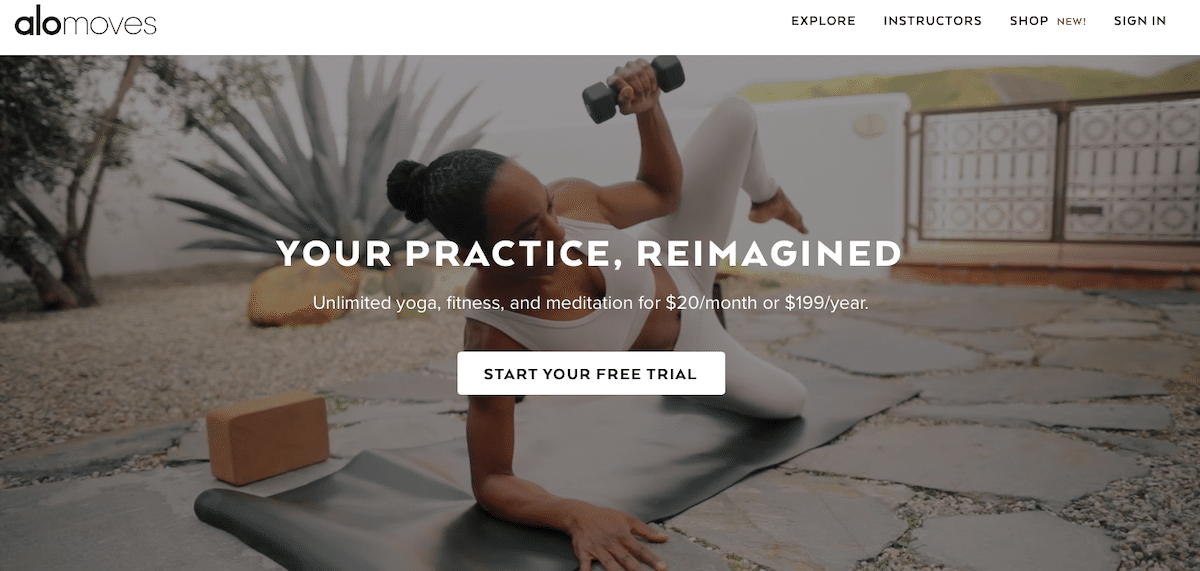 alomoves
EXPLORE
INSTRUCTORS
SHOP NEW!
SIGN IN
YOUR PRACTICE, REIMAGINED
Unlimited yoga, fitness, and meditation for $20/month or $199/year.
START YOUR FREE TRIAL